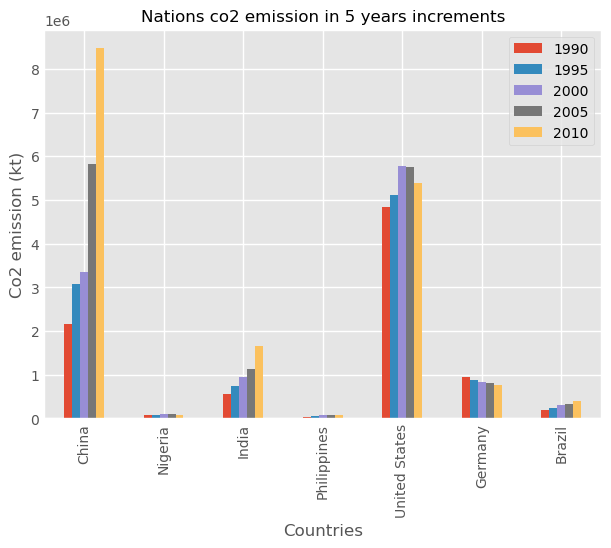 Nations co2 emission in 5 years increments
1e6
8
7
6
5
4
3
2
1
0
Co2 emission (kt)
1990
1995
2000
2005
2010
China
Nigeria
India
Philippines
United States
Germany
Brazil
Countries